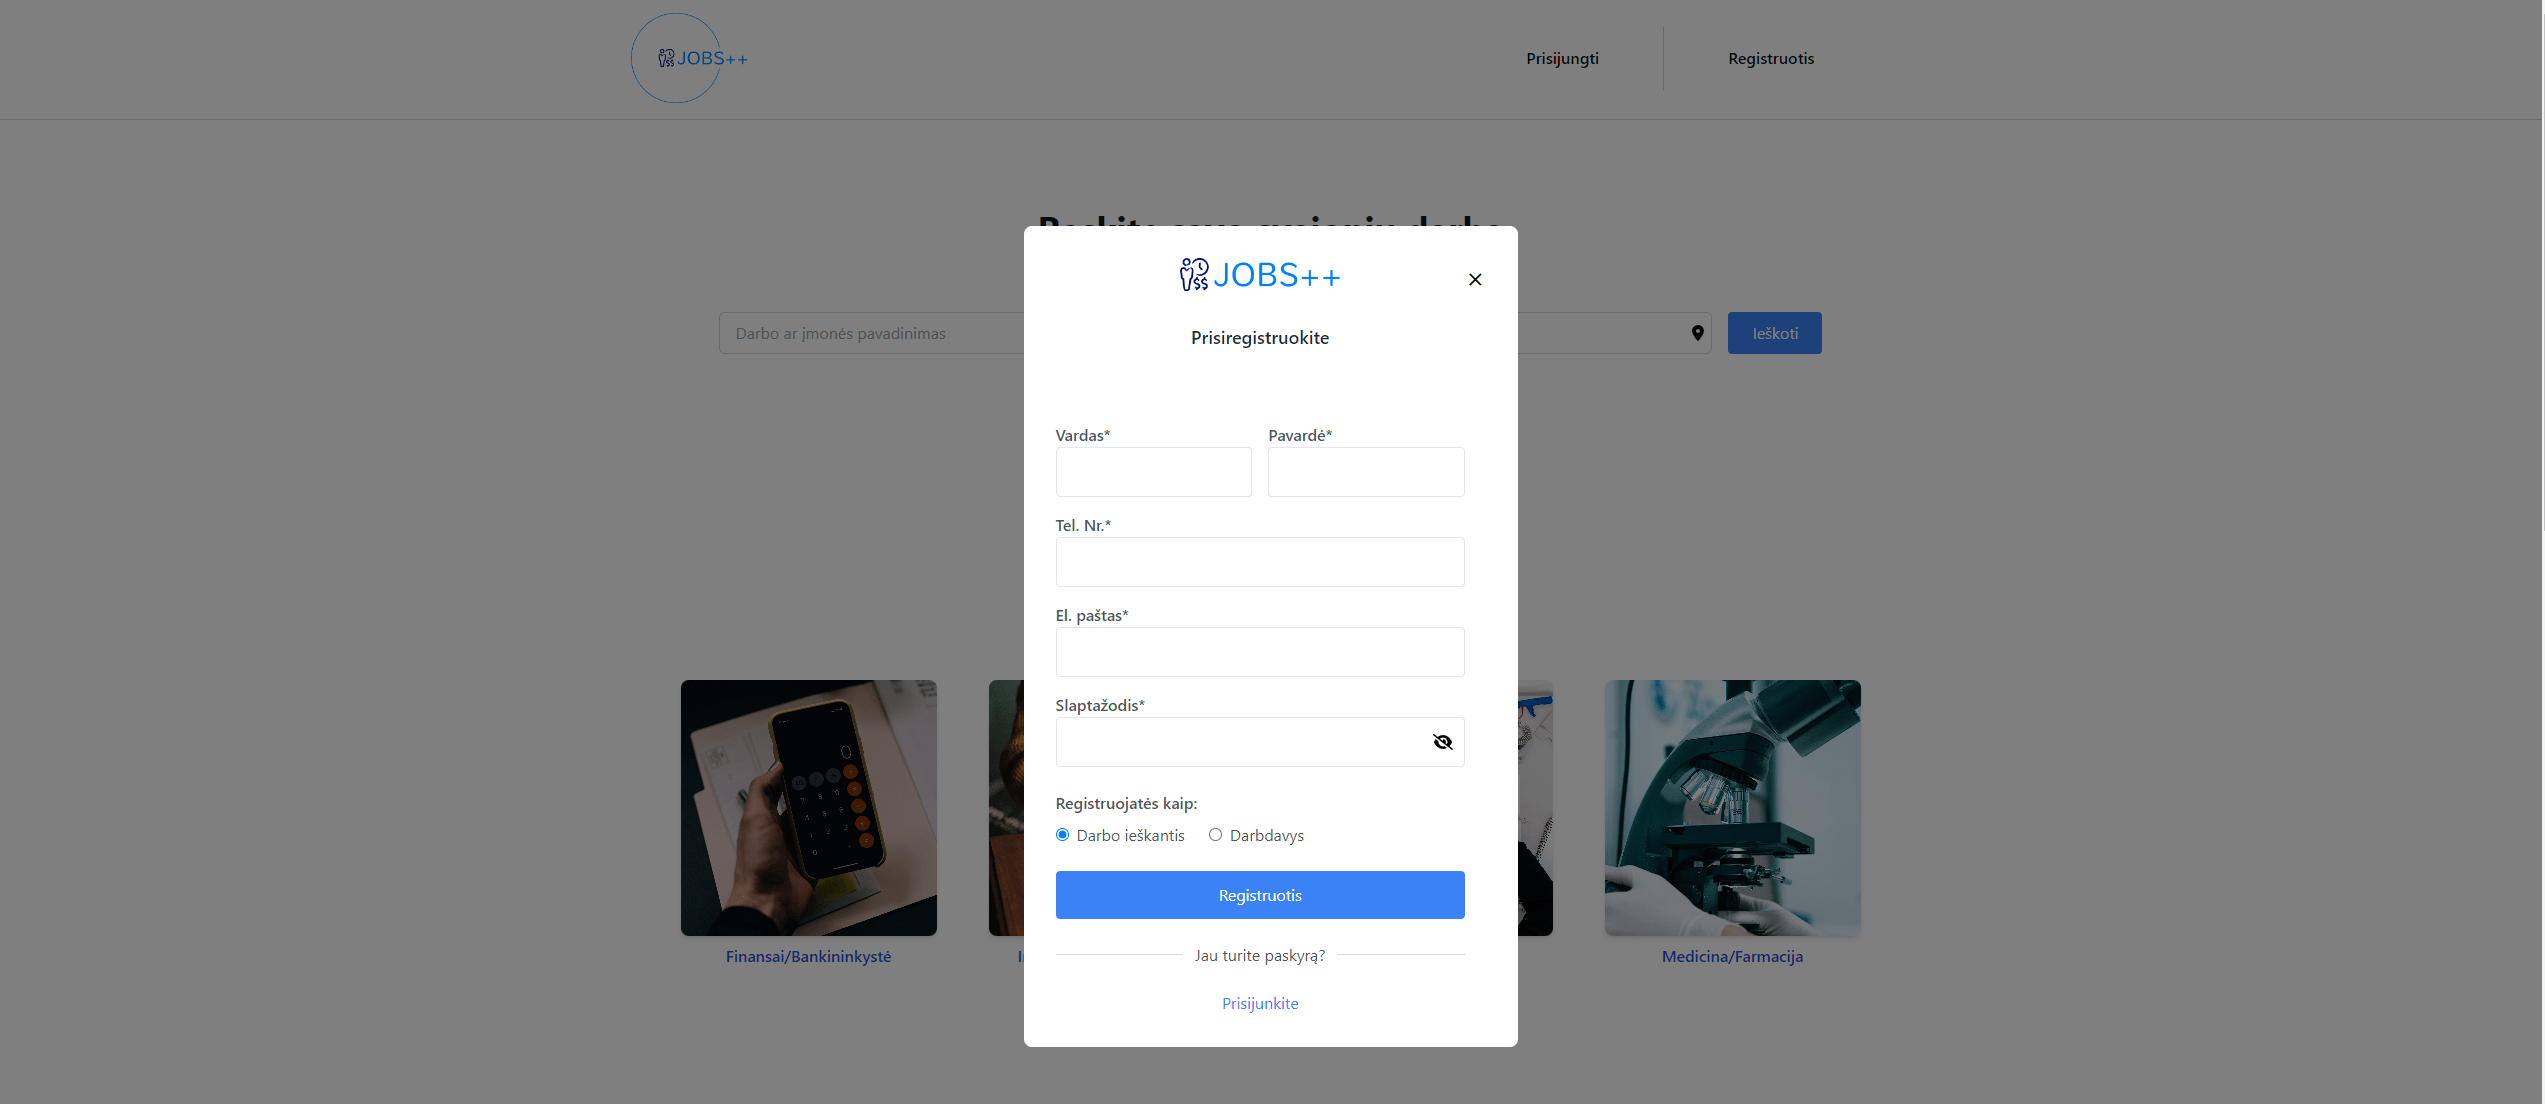 JOBS++
Prisijungti
Registruotis
JOBS++
Prisiregistruokite
Darbo ar įmonės pavadinimas
Ieškoti
Vardas*
Pavardė*
Tel. Nr.*
El. paštas*
Slaptažodis*
Registruojatės kaip:
Darbo ieškantis
Darbdavys
Registruotis
Jau turite paskyrą?
Prisijunkite
Finansai/Bankininkystė
Medicina/Farmacija